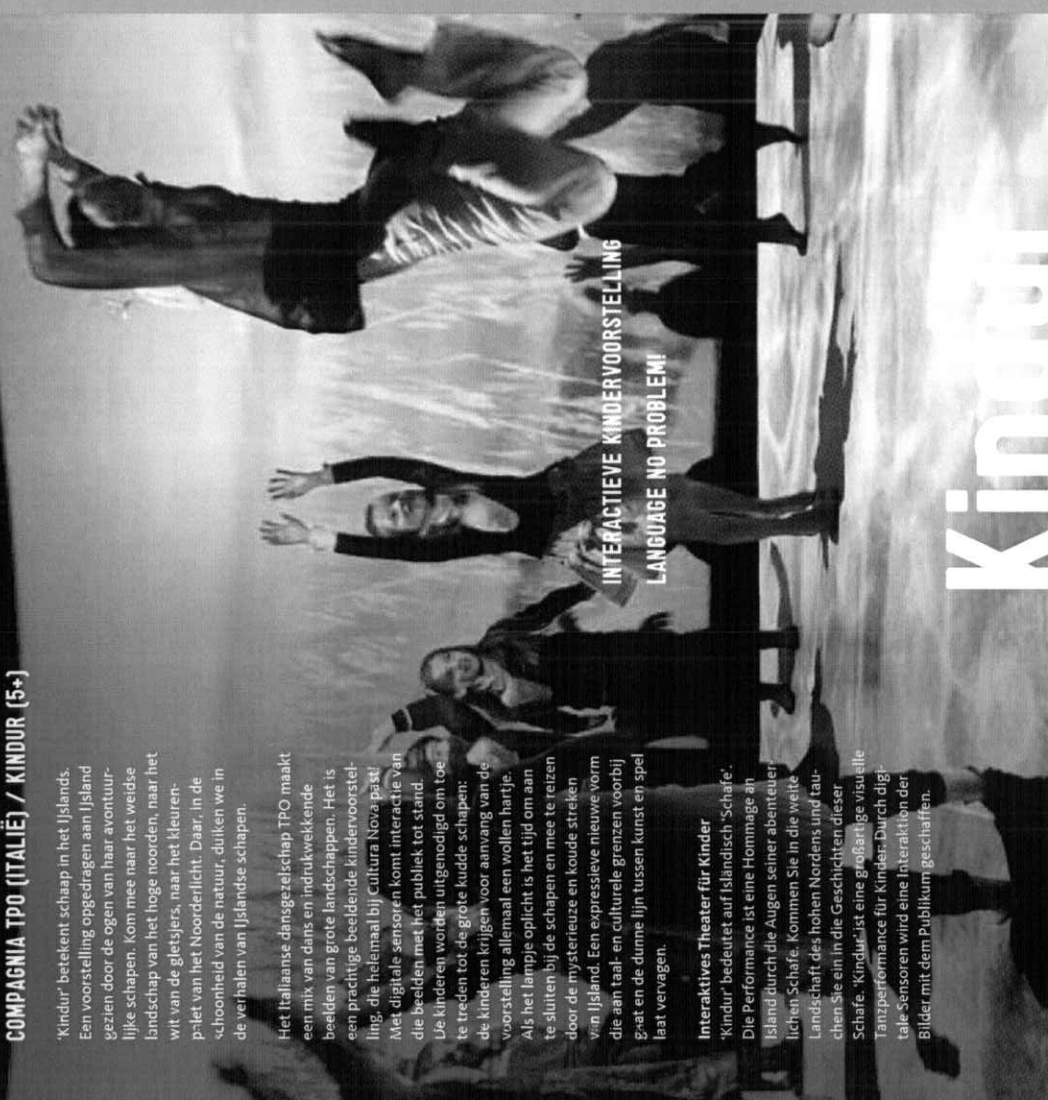 COMPAGNIA TPO (ITALIË) / KINDUR (5+)
'Kindur' betekent schaap in het IJslands.
Een voorstelling opgedragen aan IJsland
gezien door de ogen van haar avontuur-
lijke schapen. Kom mee naar het weidse
landschap van het hoge noorden, naar het
wit van de gletsjers, naar het kleuren-
palet van het Noorderlicht. Daar, in de
schoonheid van de natuur, duiken we in
de verhalen van IJslandse schapen.
Het Italiaanse dansgezelschap TPO maakt
een mix van dans en indrukwekkende
beelden van grote landschappen. Het is
een prachtige beeldende kindervoorstel-
ling, die helemaal bij Cultura Nova past!
Met digitale sensoren komt interactie van
die beelden met het publiek tot stand.
De kinderen worden uitgenodigd om toe
te treden tot de grote kudde schapen:
de kinderen krijgen voor aanvang van de
voorstelling allemaal een wollen hartje.
Als het lampje oplicht is het tijd om aan
te sluiten bij de schapen en mee te reizen
door de mysterieuze en koude streken
van IJsland. Een expressieve nieuwe vorm
die aan taal- en culturele grenzen voorbij
gaat en de dunne lijn tussen kunst en spel
laat vervagen.
Interaktives Theater für Kinder
'Kindur' bedeutet auf Isländisch 'Schaf'.
Die Performance ist eine Hommage an
Island durch die Augen seiner abenteuer-
lichen Schafe. Kommen Sie in die weite
Landschaft des hohen Nordens und tau-
chen Sie ein in die Geschichten dieser
Schafe. 'Kindur' ist eine großartige visuelle
Tanzperformance für Kinder. Durch digi-
tale Sensoren wird eine Interaktion der
Bilder mit dem Publikum geschaffen.
INTERACTIEVE KINDERVOORSTELLING
LANGUAGE NO PROBLEM!
Kindur